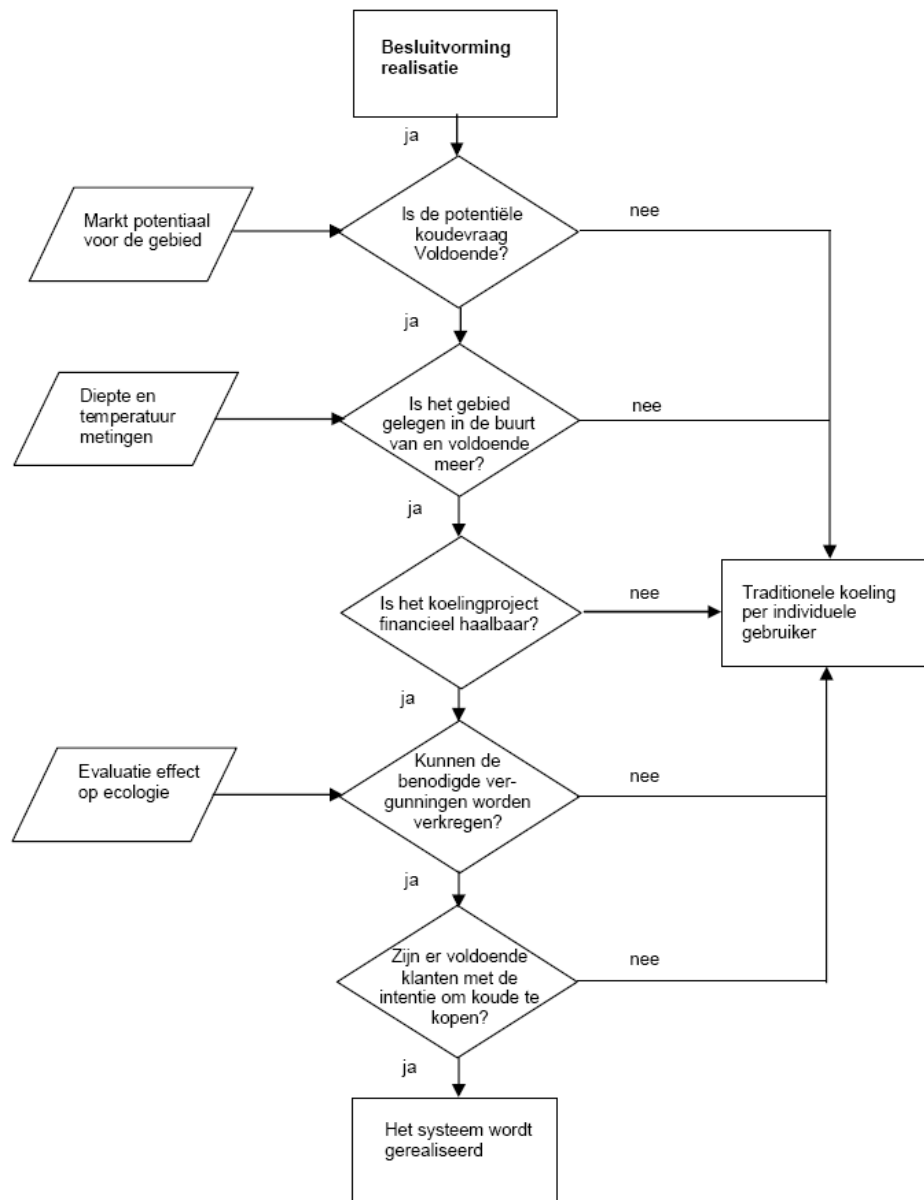 Besluitvorming
realisatie
ja
Markt potentiaal
voor de gebied
Is de potentiële
koudevraag
Voldoende?
nee
ja
Diepte en
temperatuur
metingen
Is het gebied
gelegen in de buurt
van en voldoende
meer?
nee
ja
Is het koelingproject
financieel haalbaar?
nee
Traditionele koeling
per individuele
gebruiker
ja
Evaluatie effect
op ecologie
Kunnen de
benodigde ver-
gunningen worden
verkregen?
nee
ja
Zijn er voldoende
klanten met de
intentie om koude te
kopen?
nee
ja
Het systeem wordt
gerealiseerd